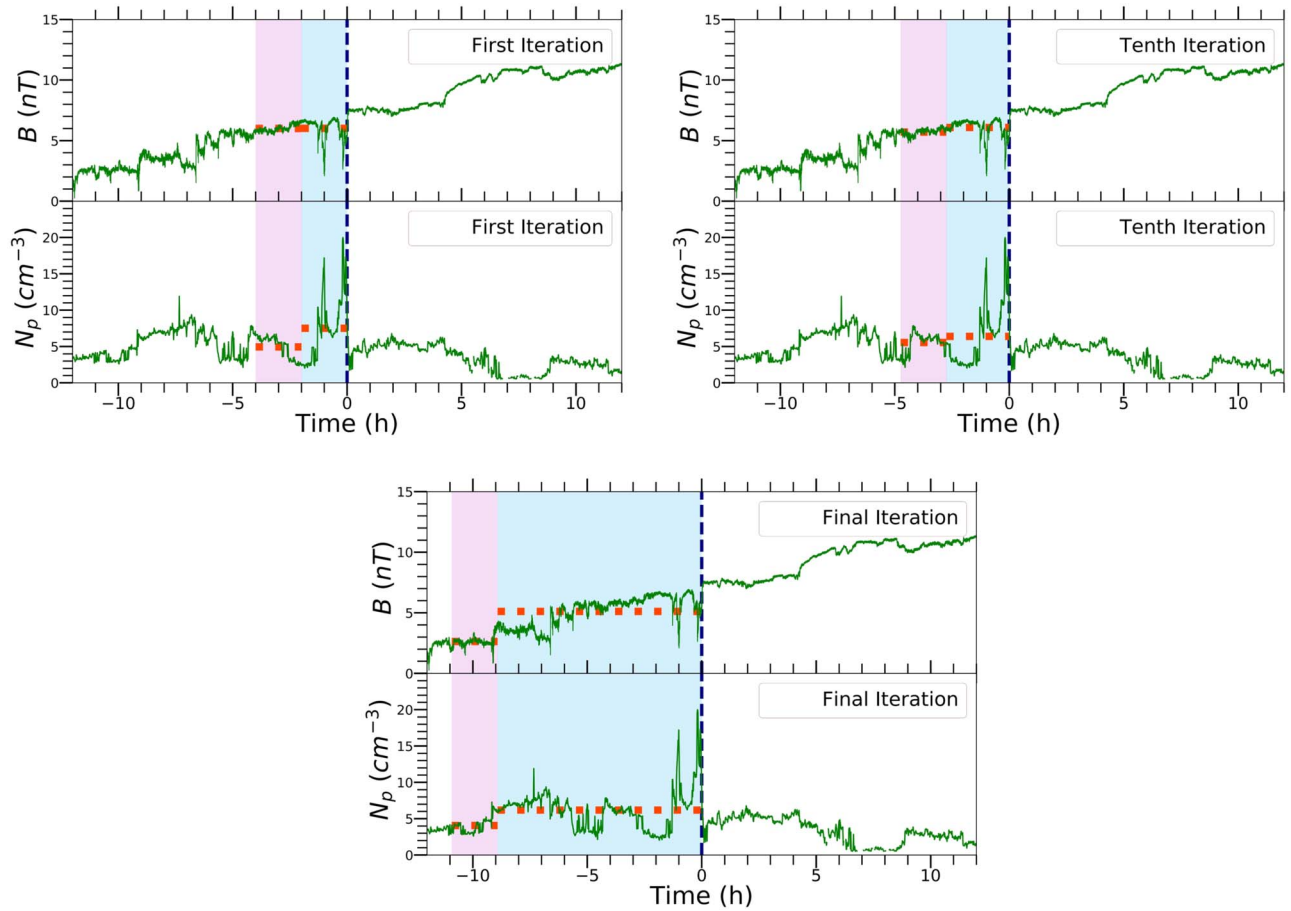 15
10
5
0
B (nT)
First Iteration
20
15
10
5
0
N_p (cm^{-3})
First Iteration
−10 −5 0 5 10
Time (h)
15
10
5
0
B (nT)
Tenth Iteration
20
15
10
5
0
N_p (cm^{-3})
Tenth Iteration
−10 −5 0 5 10
Time (h)
15
10
5
0
B (nT)
Final Iteration
20
15
10
5
0
N_p (cm^{-3})
Final Iteration
−10 −5 0 5 10
Time (h)